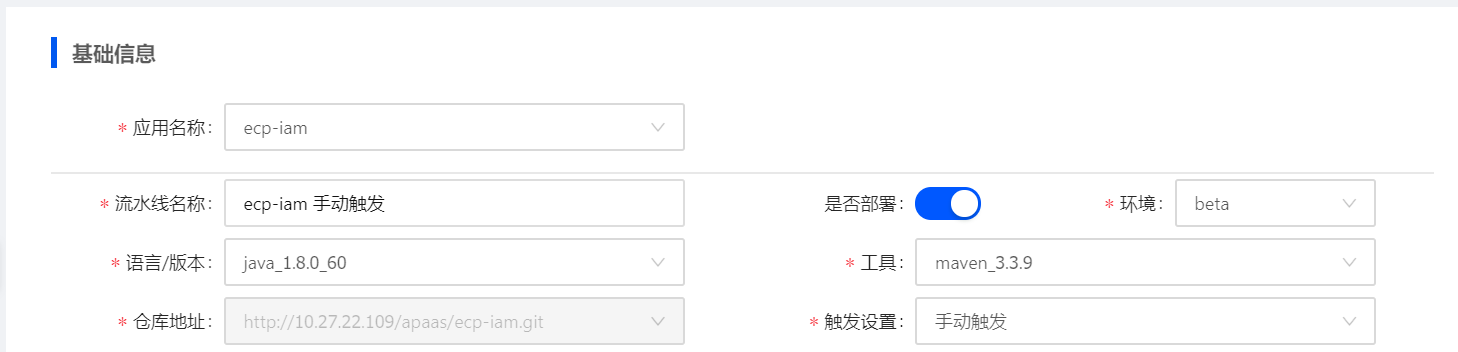 基础信息
* 应用名称: ecp-iam
* 流水线名称: ecp-iam 手动触发 是否部署: * 环境: beta
* 语言/版本: java_1.8.0_60 * 工具: maven_3.3.9
* 仓库地址: http://10.27.22.109/apaas/ecp-iam.git * 触发设置: 手动触发